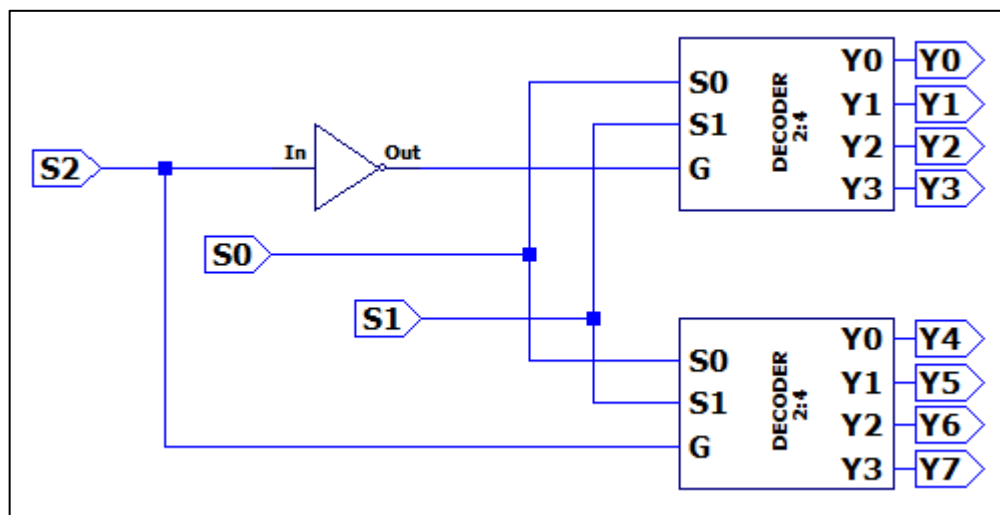 S2
In
Out
S0
S1
S0
S1
G
DECODER
2:4
Y0
Y1
Y2
Y3
Y0
Y1
Y2
Y3
S0
S1
G
DECODER
2:4
Y0
Y1
Y2
Y3
Y4
Y5
Y6
Y7